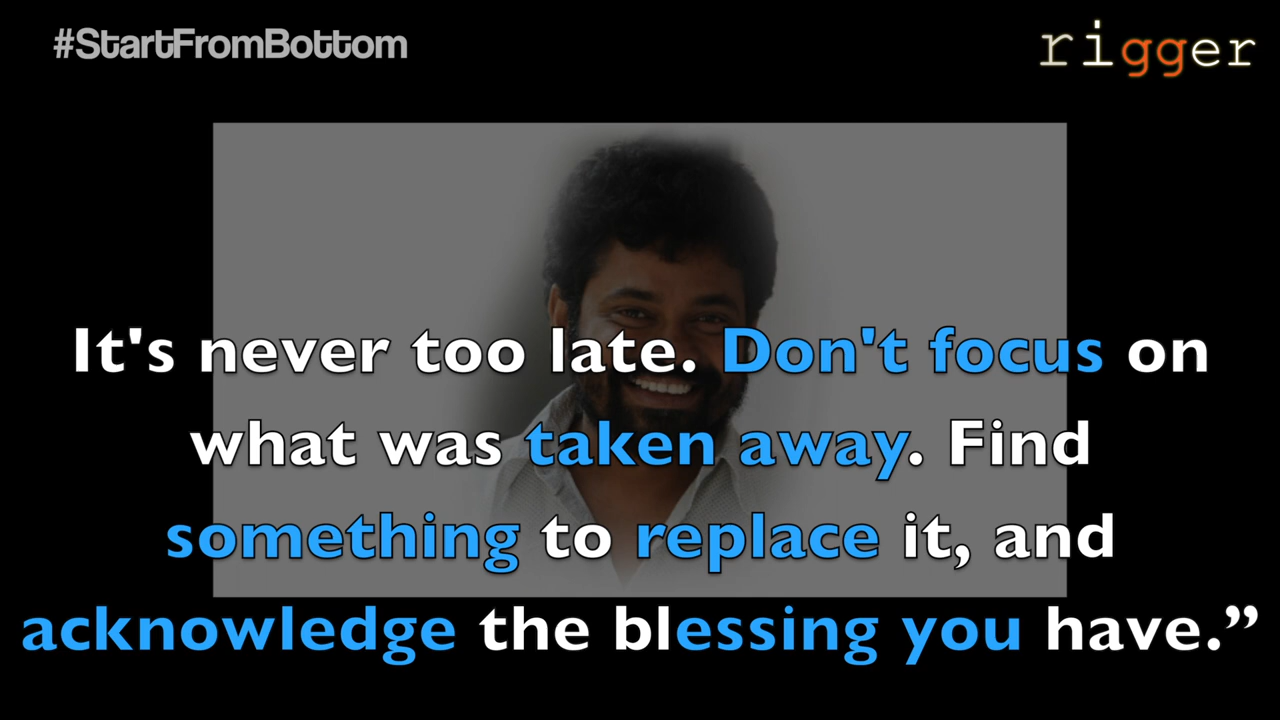 #StartFromBottom
rigger
It's never too late. Don't focus on
what was taken away. Find
something to replace it, and
acknowledge the blessing you have.”